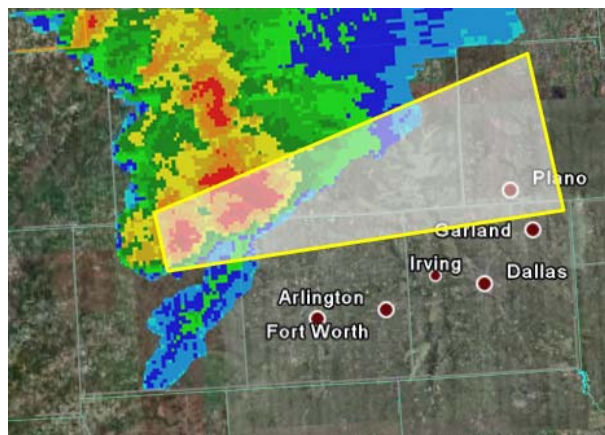 Plano
Garland
Irving
Dallas
Arlington
Fort Worth